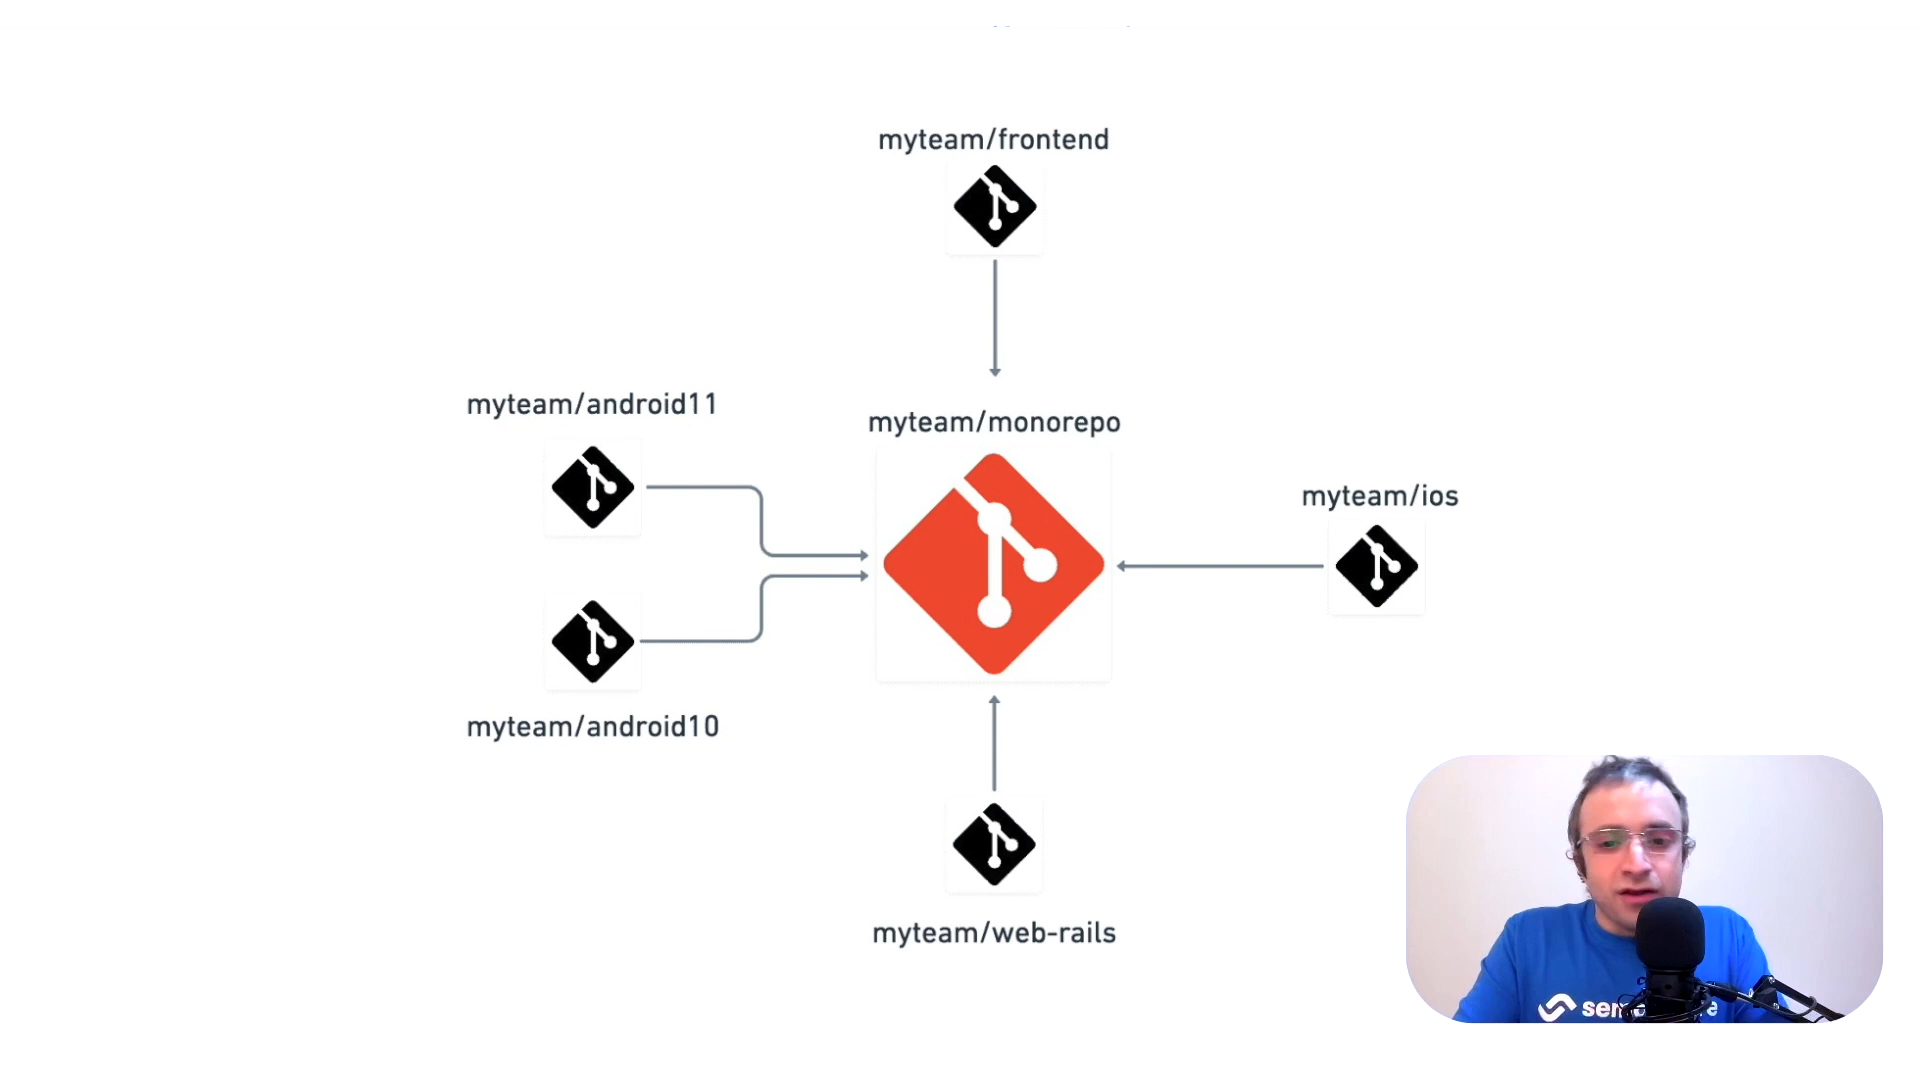 myteam/frontend
myteam/android11
myteam/monorepo
myteam/ios
myteam/android10
myteam/web-rails